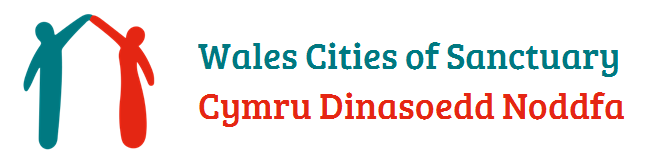 Wales Cities of Sanctuary
Cymru Dinasoedd Noddfa